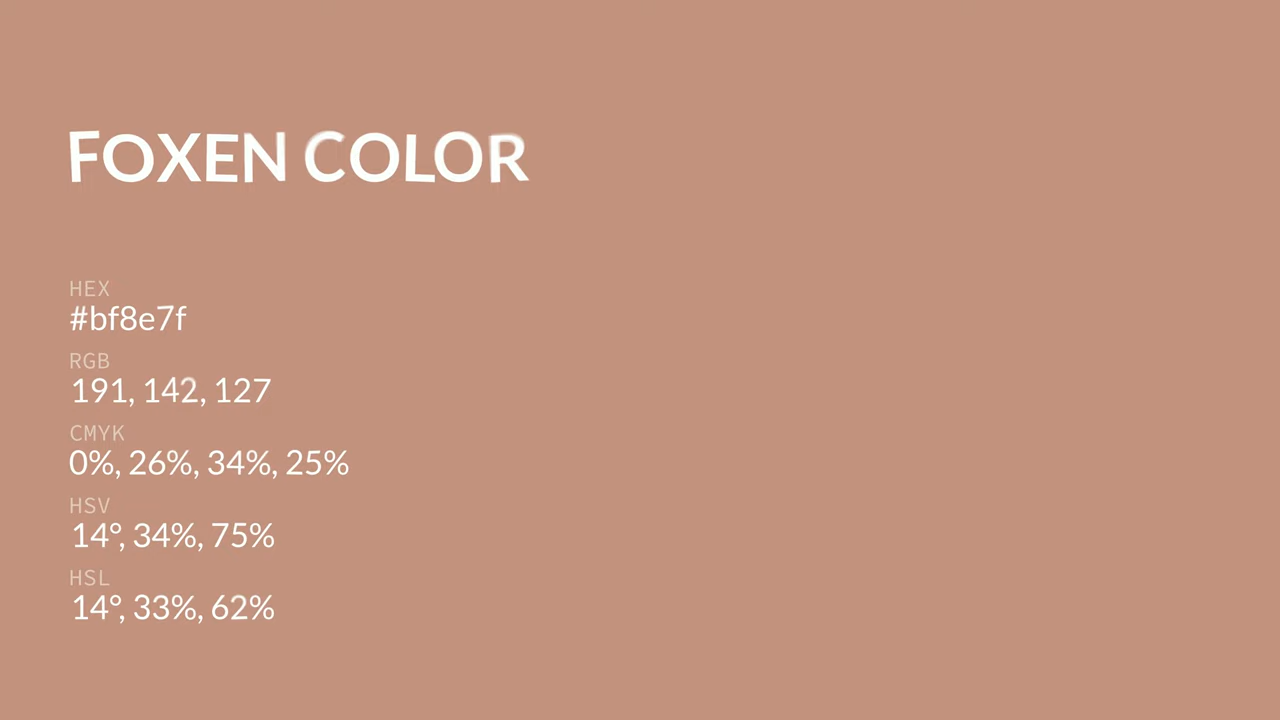 FOXEN COLOR
HEX
#bf8e7f
RGB
191, 142, 127
CMYK
0%, 26%, 34%, 25%
HSV
14°, 34%, 75%
HSL
14°, 33%, 62%